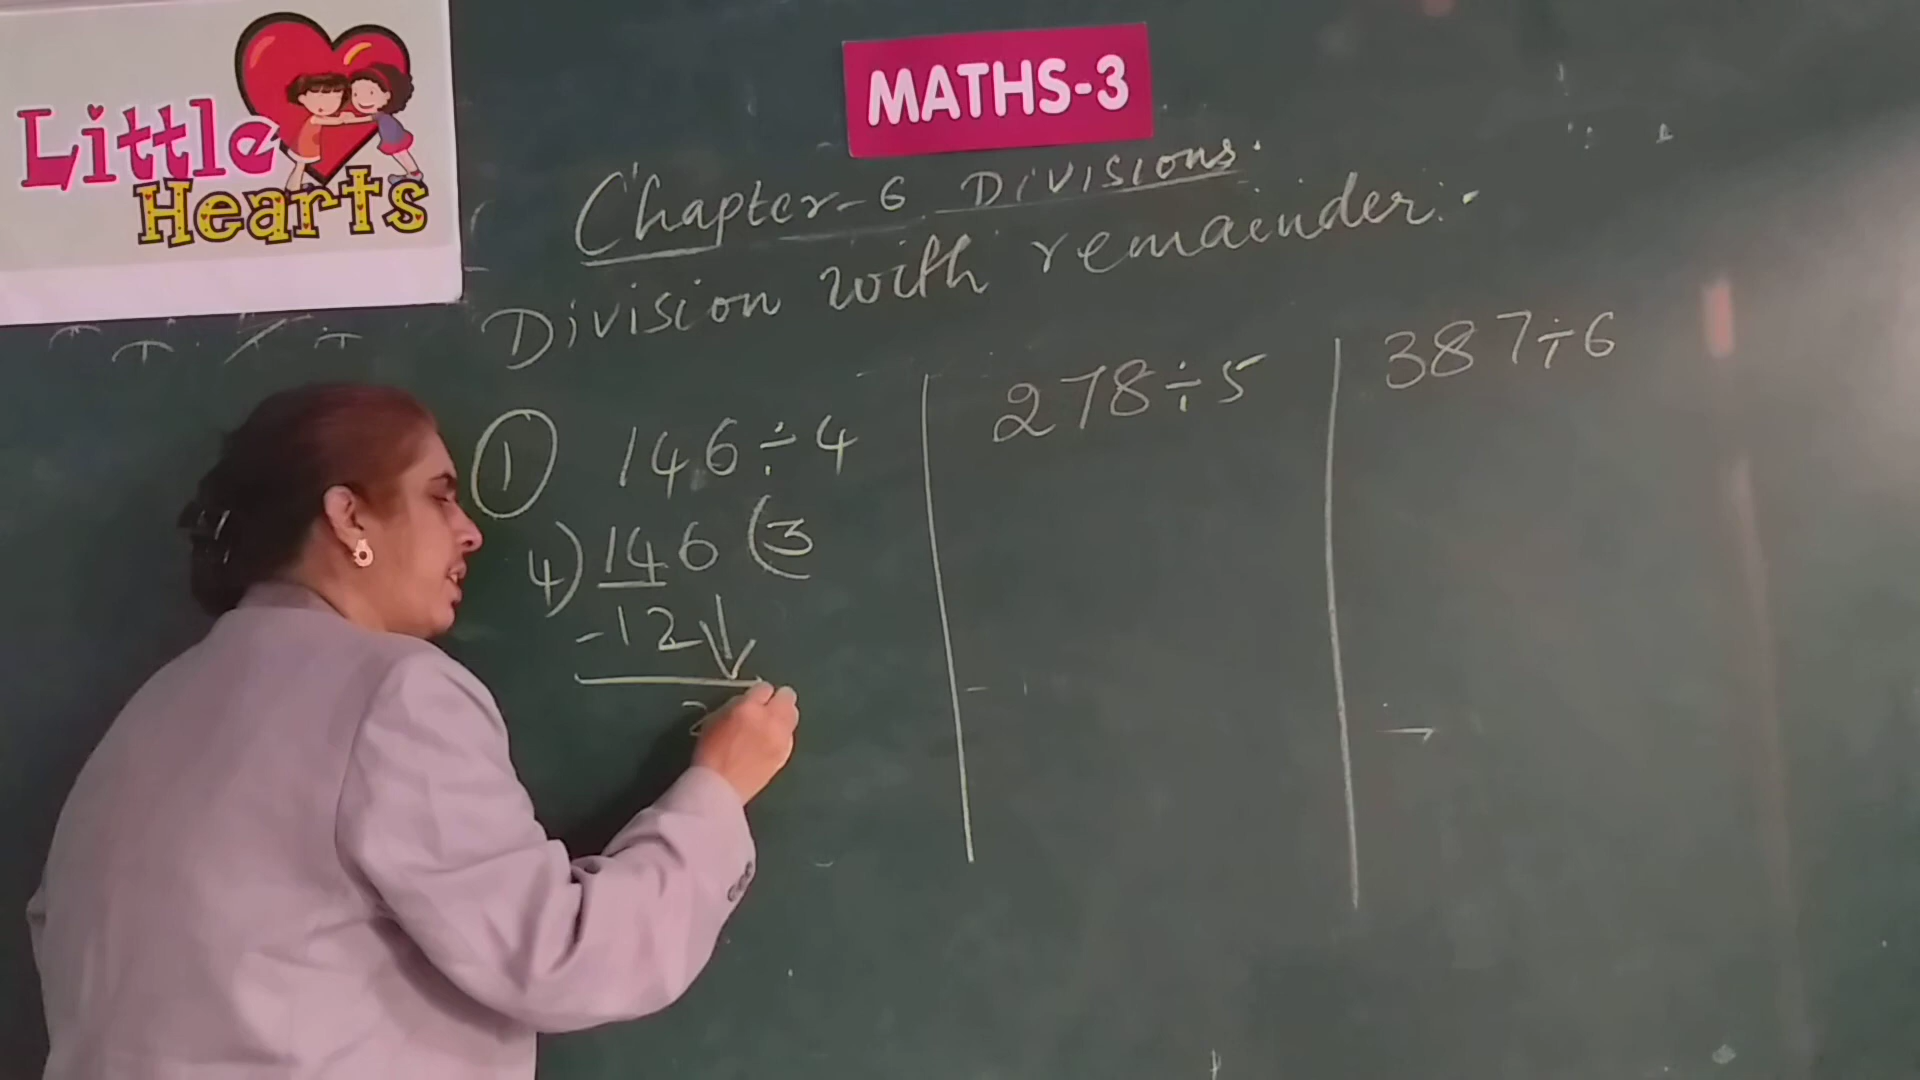 Little
Hearts
MATHS-3
Chapter-6 Divisions.
Division with remainder:-
① 146÷4
4)146(3
-12
2
278÷5
387÷6